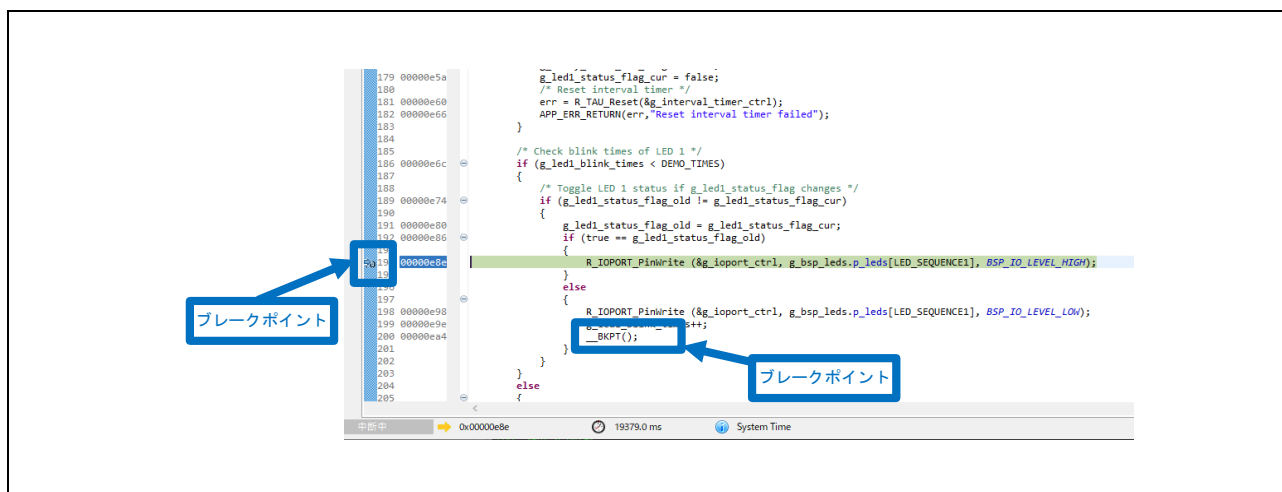 179 00000e5a g_led1_status_flag_cur = false;
180 /* Reset interval timer */
181 00000e60 err = R_TAU_Reset(&g_interval_timer_ctrl);
182 00000e66 APP_ERR_RETURN(err,"Reset interval timer failed");
183 }
184
185 /* Check blink times of LED 1 */
186 00000e6c if (g_led1_blink_times < DEMO_TIMES)
187 {
188 /* Toggle LED 1 status if g_led1_status_flag changes */
189 00000e74 if (g_led1_status_flag_old != g_led1_status_flag_cur)
190 {
191 00000e80 g_led1_status_flag_old = g_led1_status_flag_cur;
192 00000e86 if (true == g_led1_status_flag_old)
{
00000e8e R_IOPORT_PinWrite (&g_ioport_ctrl, g_bsp_leds.p_leds[LED_SEQUENCE1], BSP_IO_LEVEL_HIGH);
}
else
197 {
198 00000e98 R_IOPORT_PinWrite (&g_ioport_ctrl, g_bsp_leds.p_leds[LED_SEQUENCE1], BSP_IO_LEVEL_LOW);
199 00000e9e
200 00000ea4 __BKPT();
201 }
202 }
203 }
204 else
205 {
ブレークポイント
ブレークポイント
中断中 0x00000e8e 19379.0 ms System Time